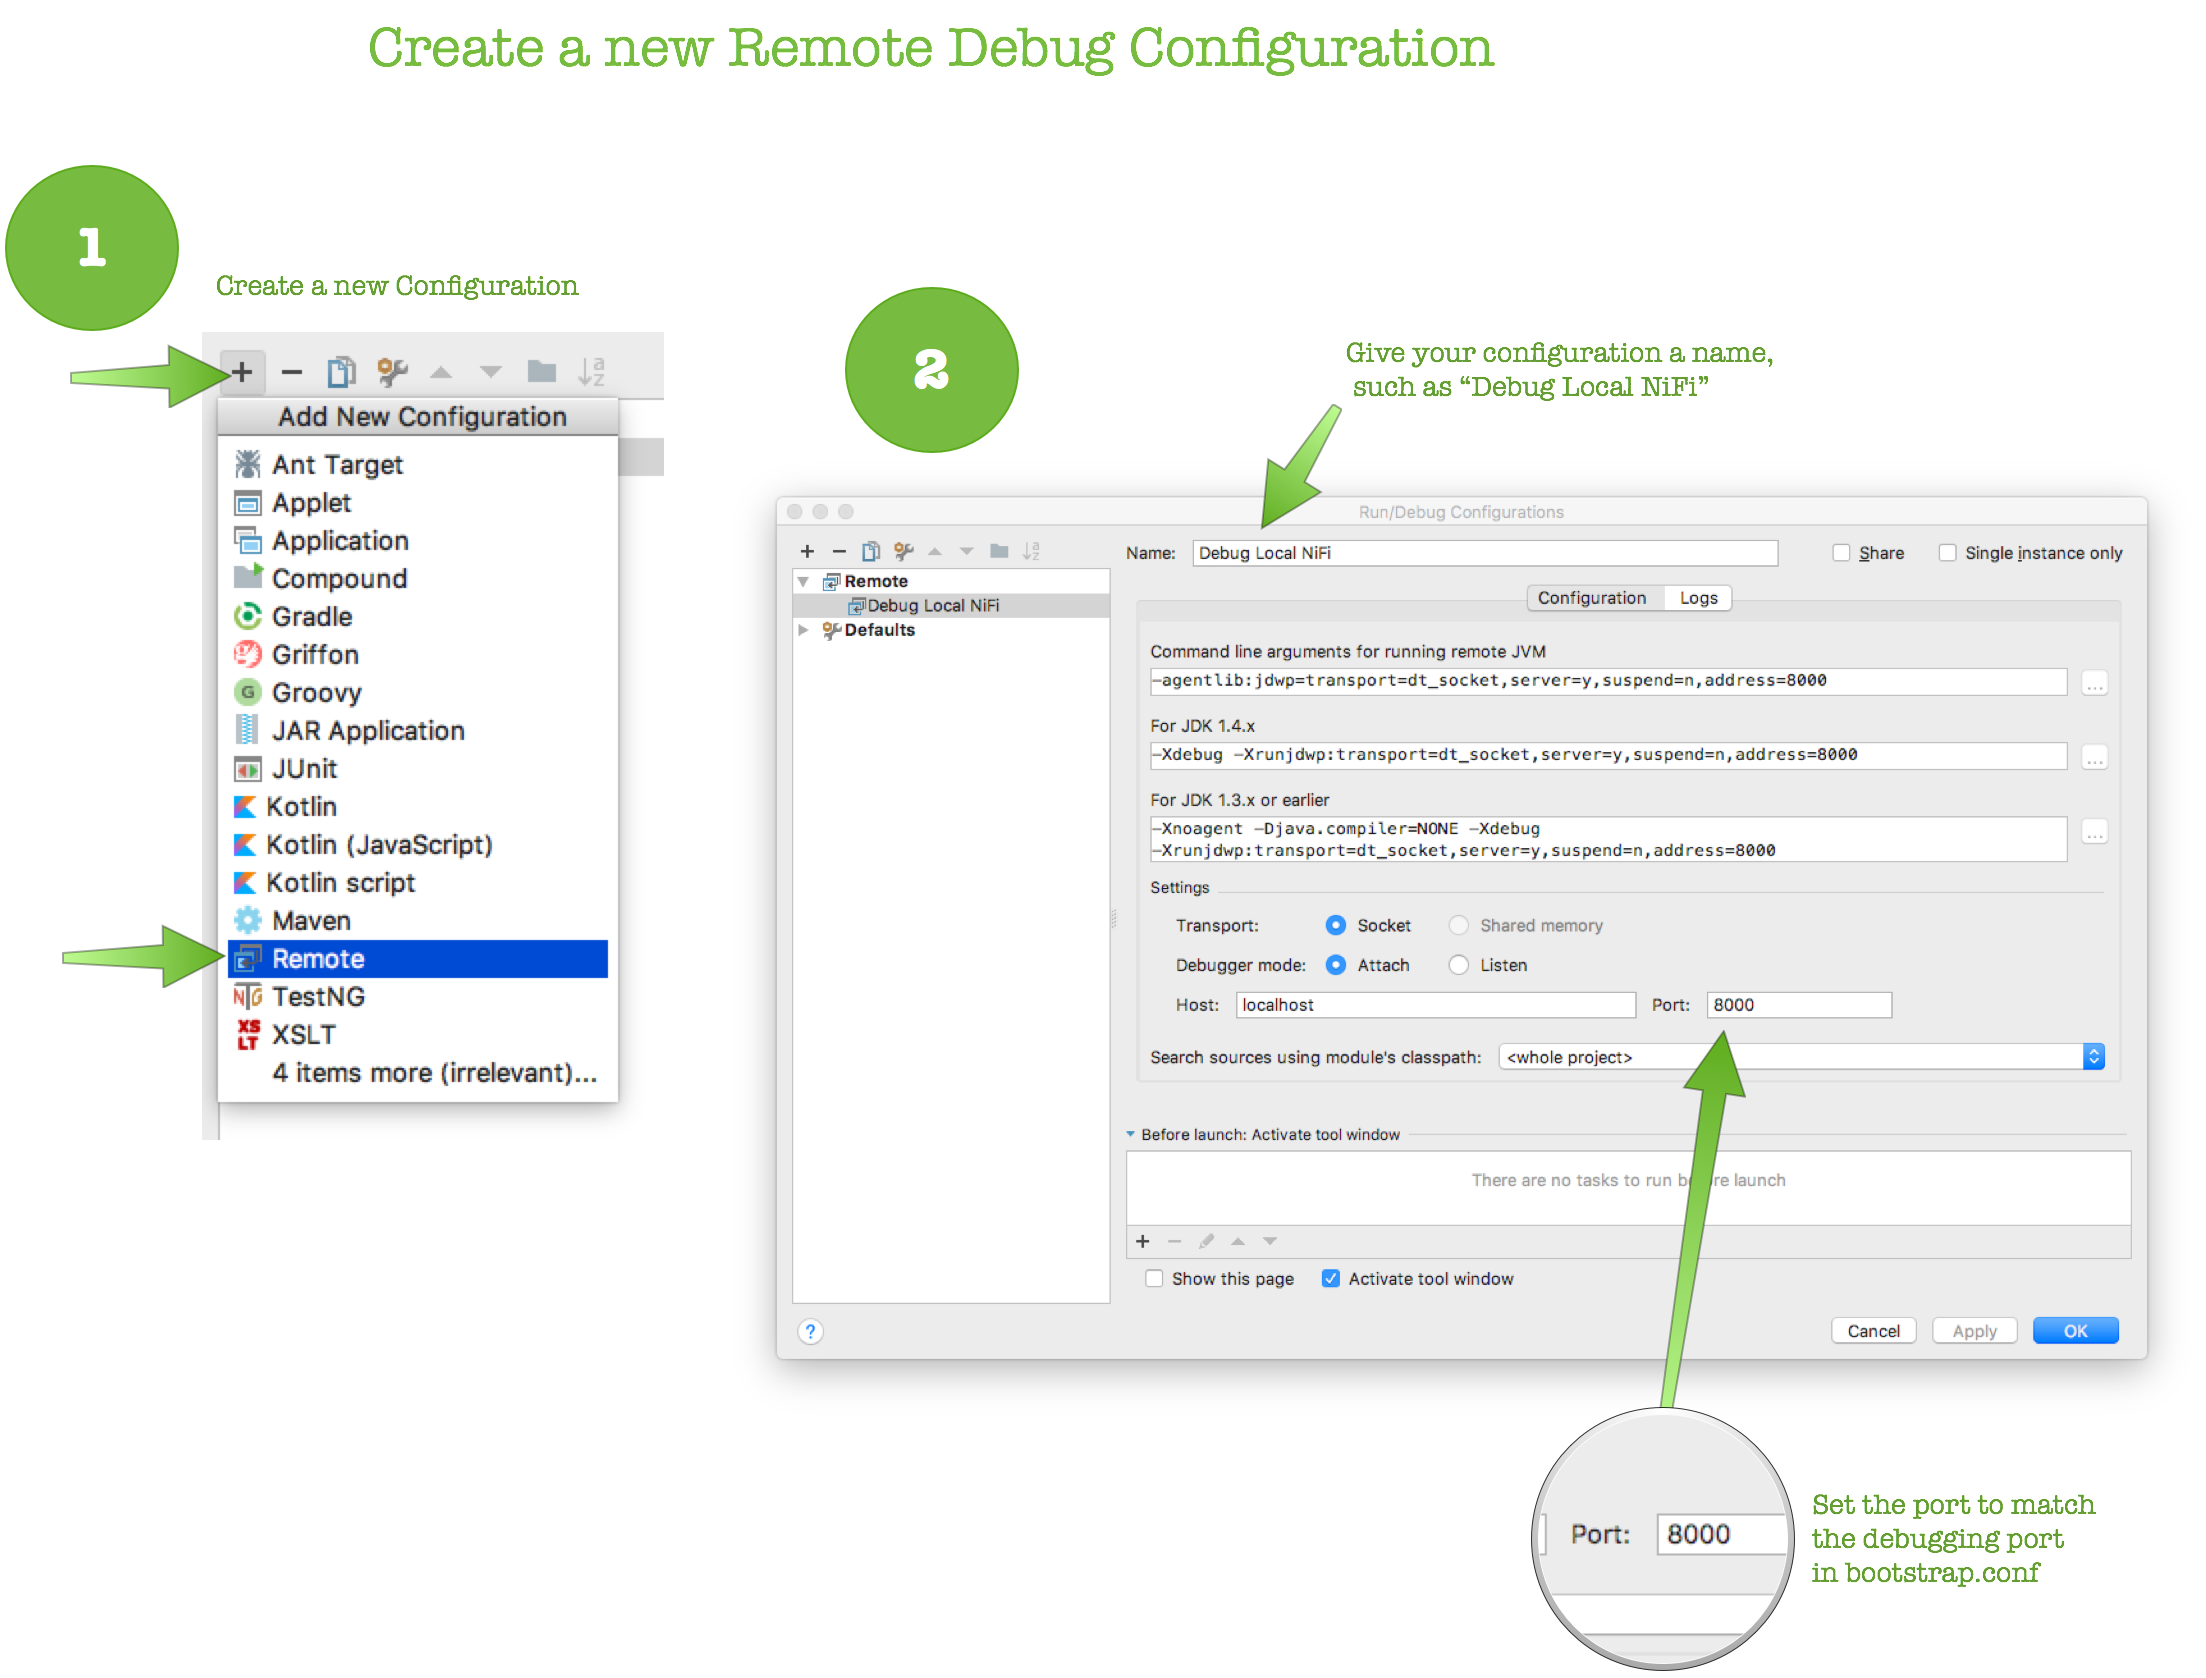 Create a new Remote Debug Configuration
1
Create a new Configuration
Add New Configuration
Ant Target
Applet
Application
Compound
Gradle
Griffon
Groovy
JAR Application
JUnit
Kotlin
Kotlin (JavaScript)
Kotlin script
Maven
Remote
TestNG
XSLT
4 items more (irrelevant)...
2
Give your configuration a name,
such as “Debug Local NiFi”
Run/Debug Configurations
Name: Debug Local NiFi Share Single instance only
Remote
Debug Local NiFi
Defaults
Configuration Logs
Command line arguments for running remote JVM
-agentlib:jdwp=transport=dt_socket,server=y,suspend=n,address=8000
For JDK 1.4.x
-Xdebug -Xrunjdwp:transport=dt_socket,server=y,suspend=n,address=8000
For JDK 1.3.x or earlier
-Xnoagent -Djava.compiler=NONE -Xdebug
-Xrunjdwp:transport=dt_socket,server=y,suspend=n,address=8000
Settings
Transport: Socket Shared memory
Debugger mode: Attach Listen
Host: localhost Port: 8000
Search sources using module's classpath: <whole project>
Before launch: Activate tool window
There are no tasks to run before launch
Show this page Activate tool window
? Cancel Apply OK
Port: 8000
Set the port to match
the debugging port
in bootstrap.conf